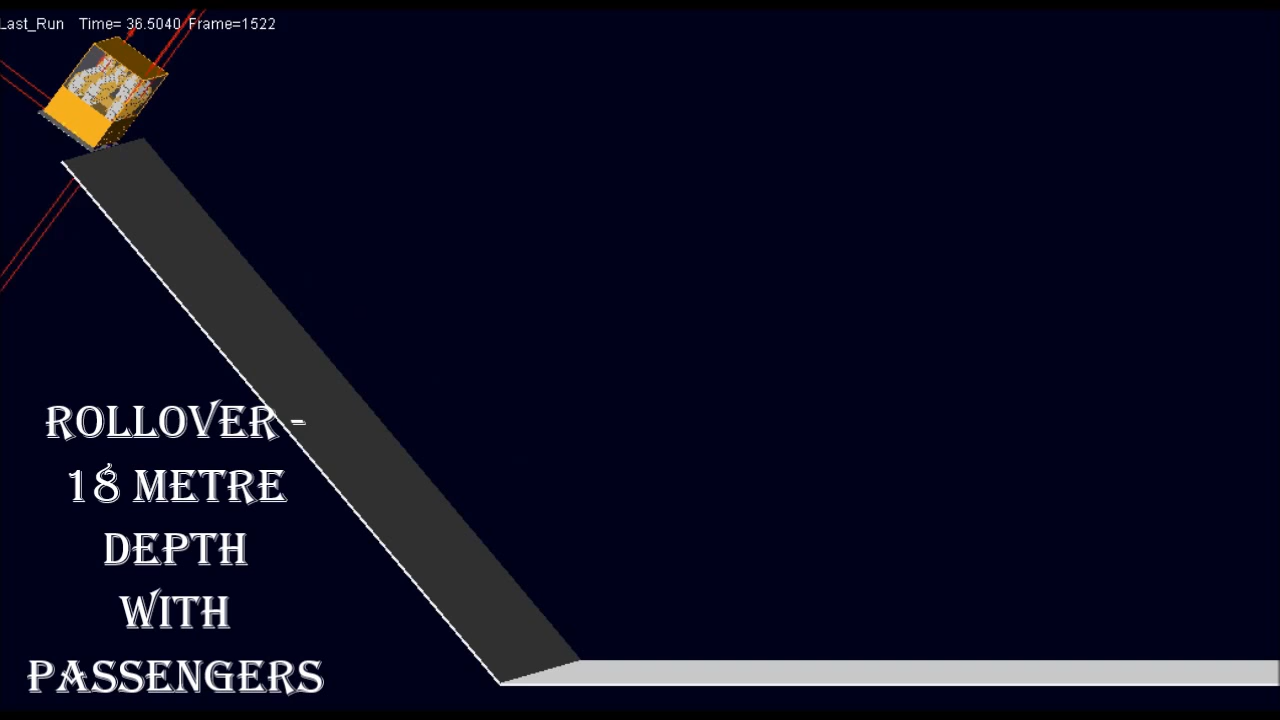 Last_Run Time= 36.5040 Frame=1522
ROLLOVER -
18 METRE
DEPTH
WITH
PASSENGERS